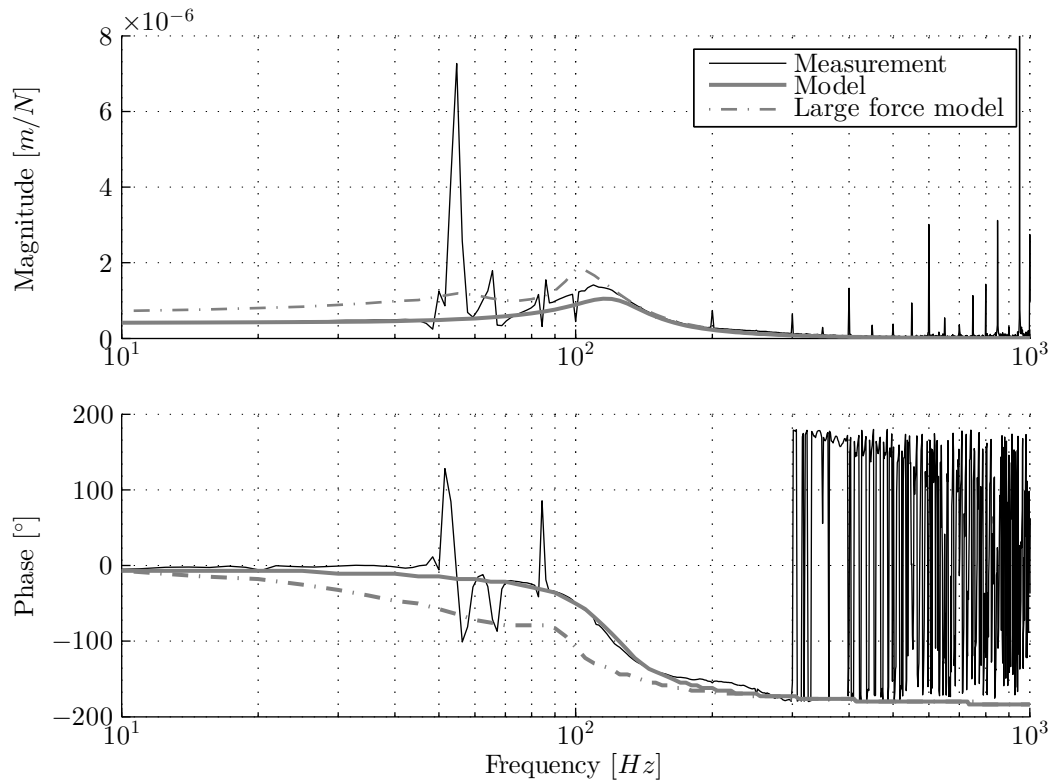 ×10⁻⁶
8
6
4
2
0
Magnitude [m/N]
Measurement
Model
Large force model
10¹
10²
10³
200
100
0
−100
−200
Phase [°]
10¹
10²
10³
Frequency [Hz]